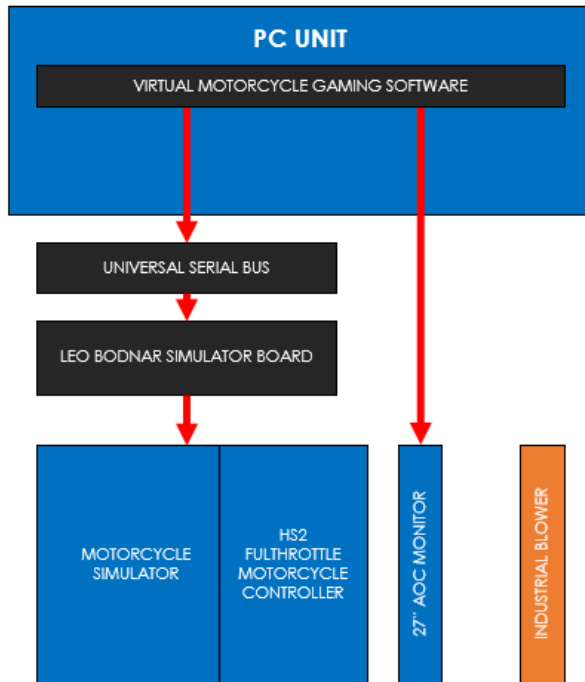 PC UNIT
VIRTUAL MOTORCYCLE GAMING SOFTWARE
UNIVERSAL SERIAL BUS
LEO BODNAR SIMULATOR BOARD
MOTORCYCLE
SIMULATOR
HS2
FULTHROTTLE
MOTORCYCLE
CONTROLLER
27" AOC MONITOR
INDUSTRIAL BLOWER